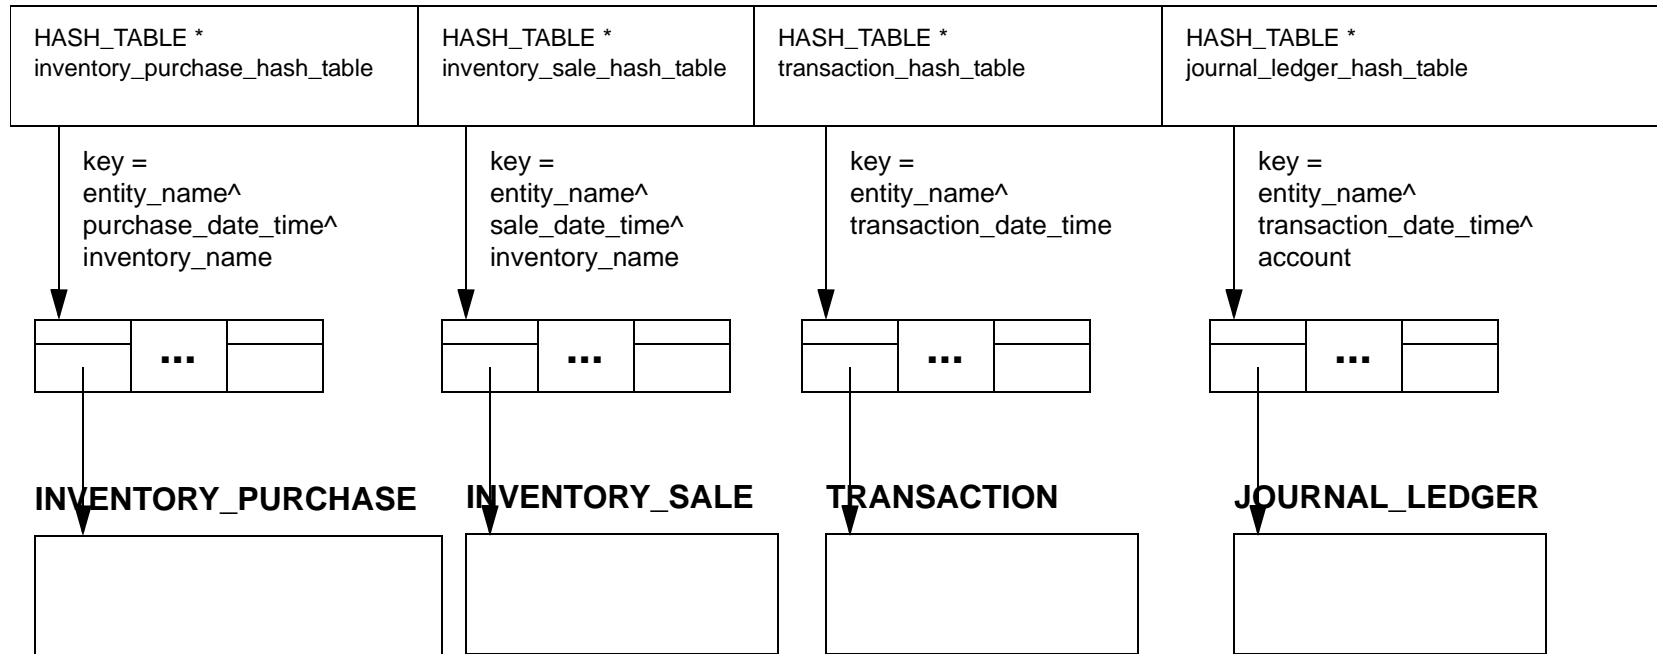 HASH_TABLE *
inventory_purchase_hash_table
HASH_TABLE *
inventory_sale_hash_table
HASH_TABLE *
transaction_hash_table
HASH_TABLE *
journal_ledger_hash_table
key =
entity_name^
purchase_date_time^
inventory_name
key =
entity_name^
sale_date_time^
inventory_name
key =
entity_name^
transaction_date_time
key =
entity_name^
transaction_date_time^
account
...
...
...
...
INVENTORY_PURCHASE
INVENTORY_SALE
TRANSACTION
JOURNAL_LEDGER